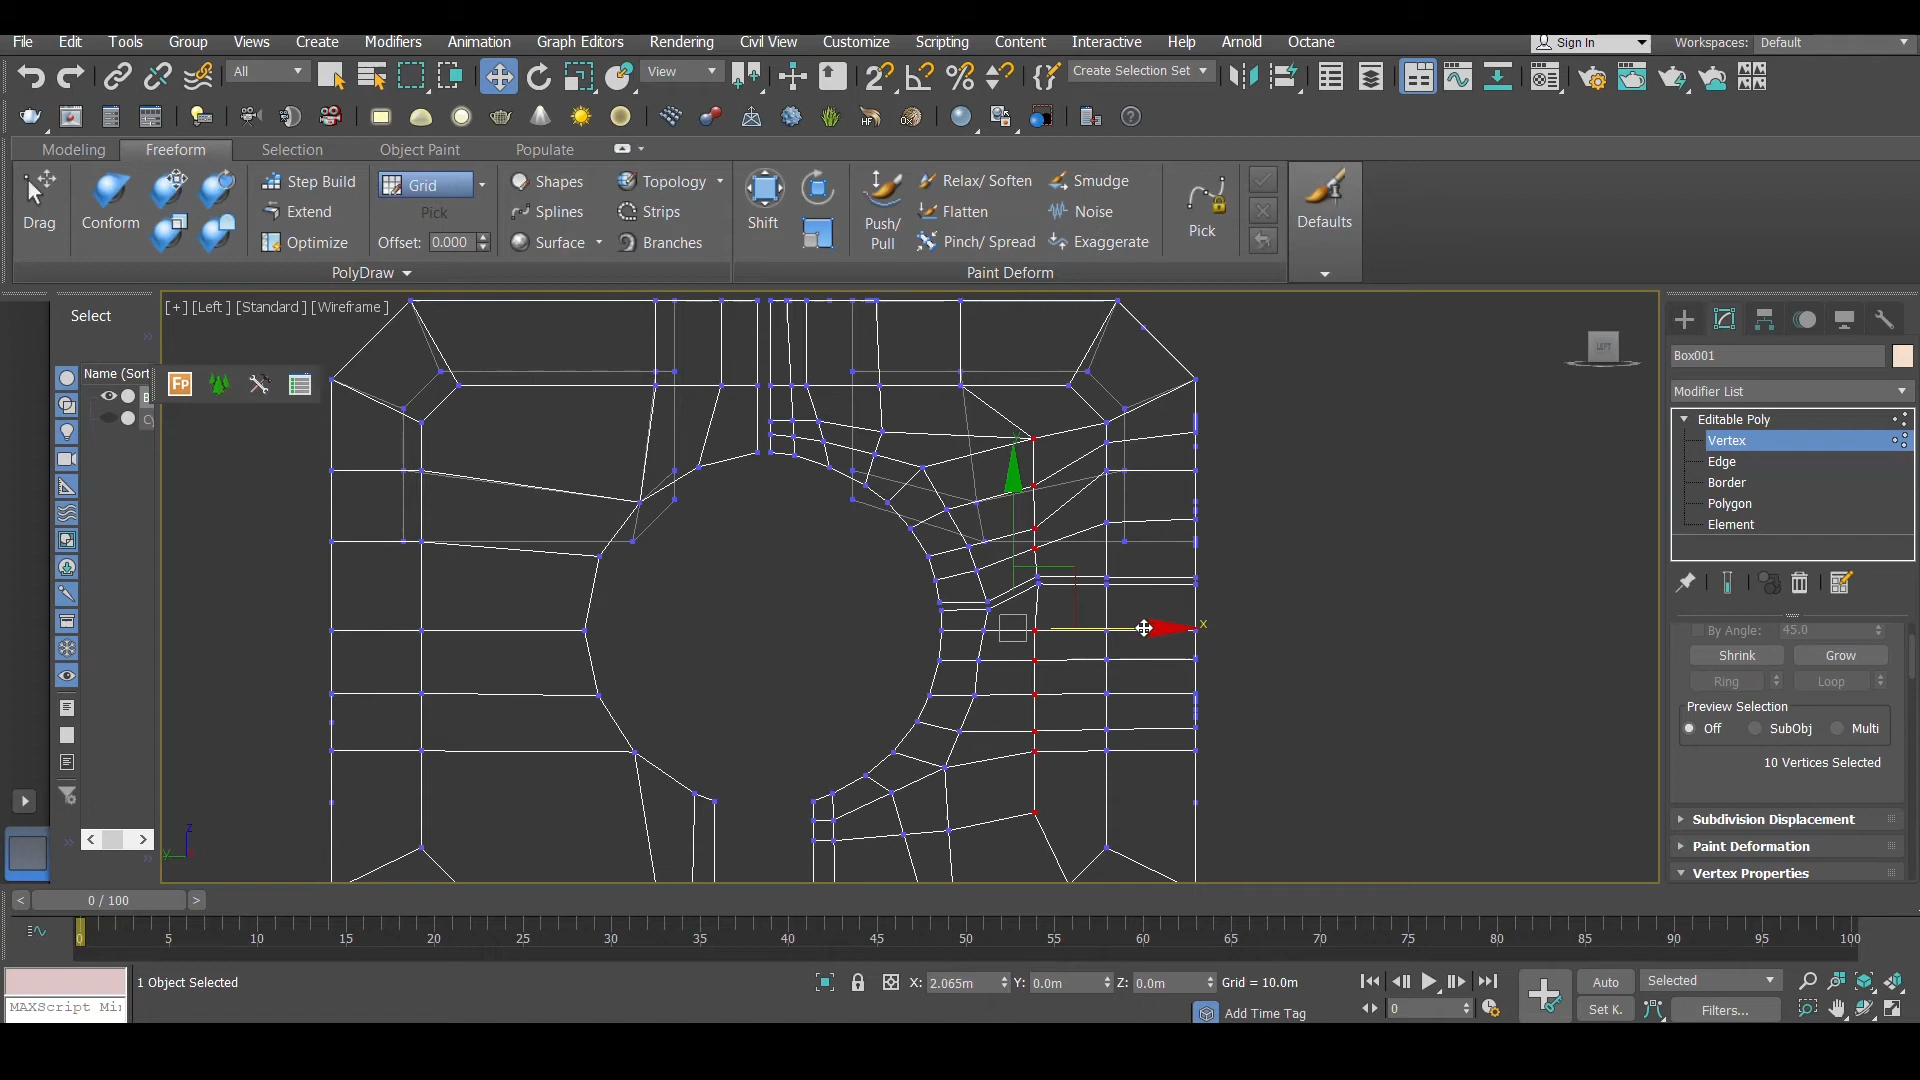 File Edit Tools Group Views Create Modifiers Animation Graph Editors Rendering Civil View Customize Scripting Content Interactive Help Arnold Octane Sign In Workspaces: Default
All View Create Selection Set
Modeling Freeform Selection Object Paint Populate
Drag Conform Step Build Extend Optimize Grid Pick Offset: 0.000 Shapes Splines Surface Topology Strips Branches Shift Push/ Pull Relax/ Soften Flatten Pinch/ Spread Smudge Noise Exaggerate Pick Defaults
PolyDraw Paint Deform
Select
[+] [Left ] [Standard ] [Wireframe ]
Name (Sort
Fp
LEFT
Box001
Modifier List
Editable Poly
Vertex
Edge
Border
Polygon
Element
By Angle: 45.0
Shrink Grow
Ring Loop
Preview Selection
Off SubObj Multi
10 Vertices Selected
Subdivision Displacement
Paint Deformation
Vertex Properties
x
y
z
y
< 0 / 100 >
0 5 10 15 20 25 30 35 40 45 50 55 60 65 70 75 80 85 90 95 100
1 Object Selected X: 2.065m Y: 0.0m Z: 0.0m Grid = 10.0m Auto Selected
MAXScript Mi Add Time Tag 0 Set K. Filters...